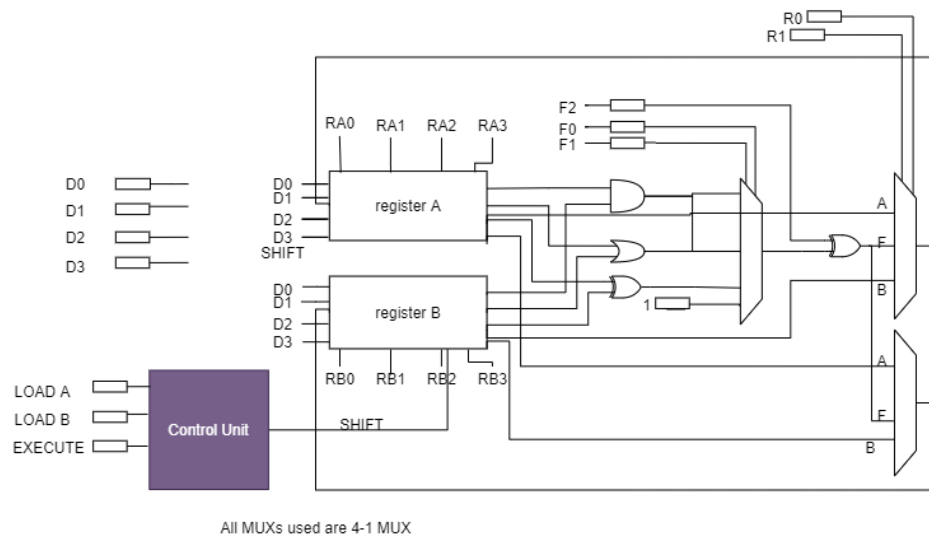 R0
R1
F2
F0
F1
RA0 RA1 RA2 RA3
D0
D1
D2
D3
D0
D1
D2
D3
SHIFT
register A
A
F
B
D0
D1
D2
D3
register B
1
RB0 RB1 RB2 RB3
A
F
B
LOAD A
LOAD B
EXECUTE
Control Unit
SHIFT
All MUXs used are 4-1 MUX